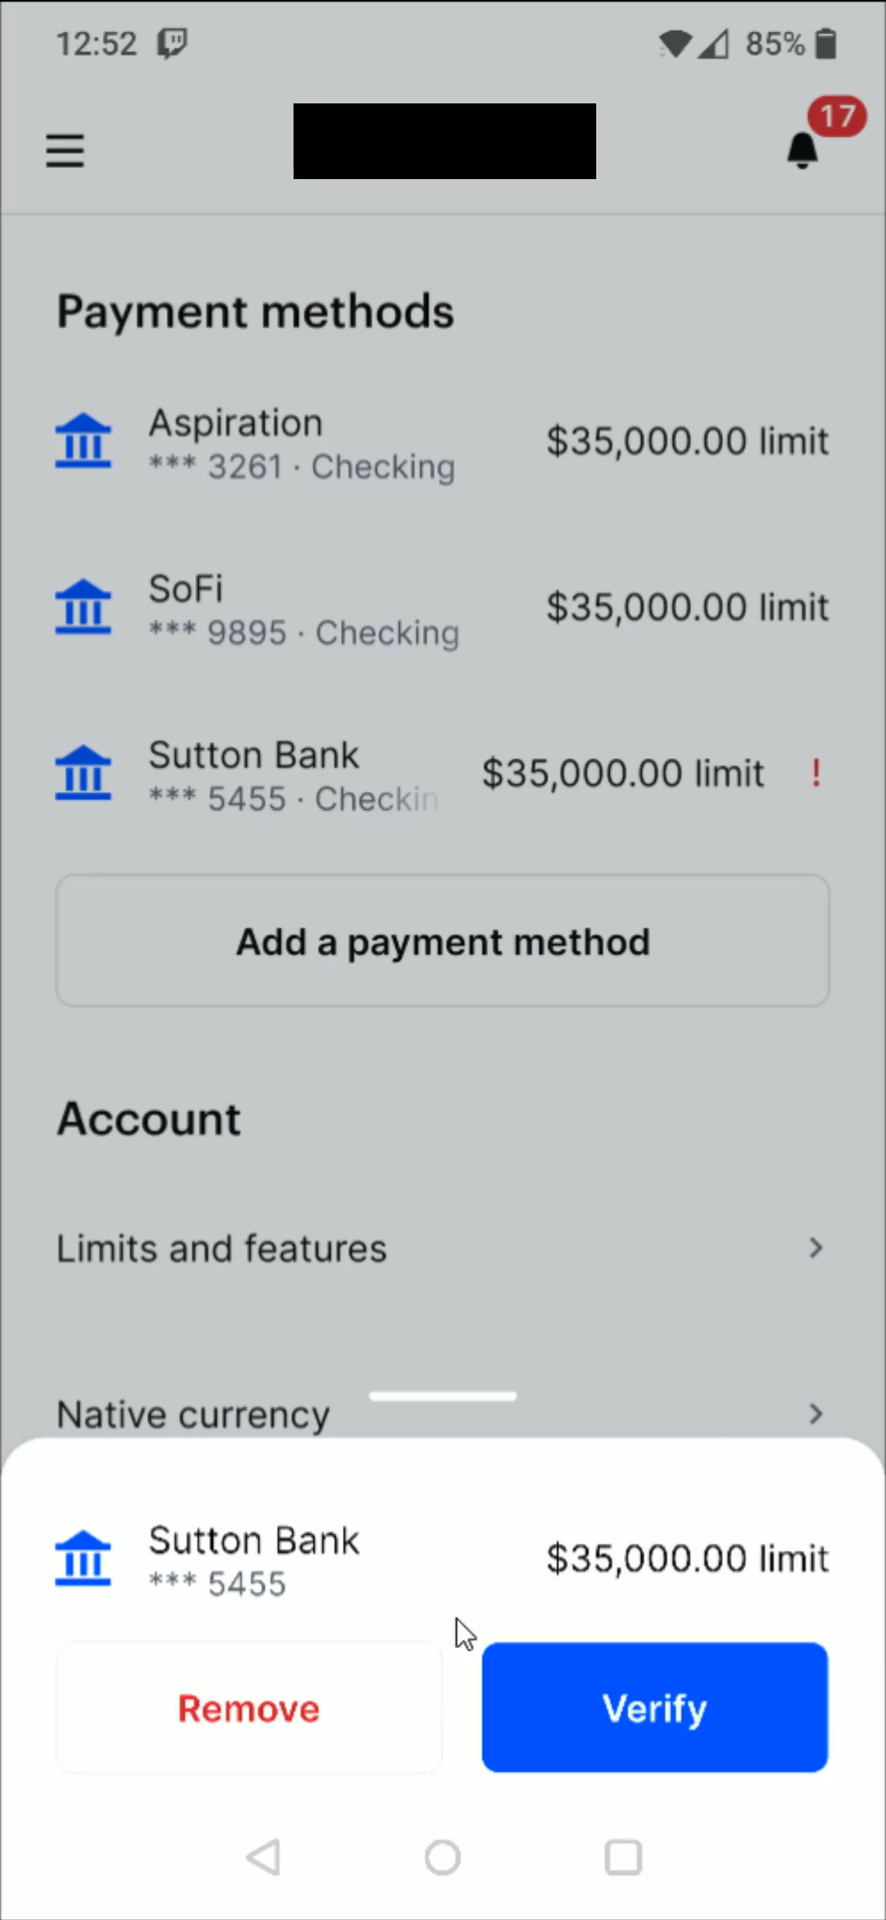 12:52
85%
17
Payment methods
Aspiration
$35,000.00 limit
*** 3261 · Checking
SoFi
$35,000.00 limit
*** 9895 · Checking
Sutton Bank
$35,000.00 limit !
*** 5455 · Checkin
Add a payment method
Account
Limits and features
Native currency
Sutton Bank
$35,000.00 limit
*** 5455
Remove
Verify